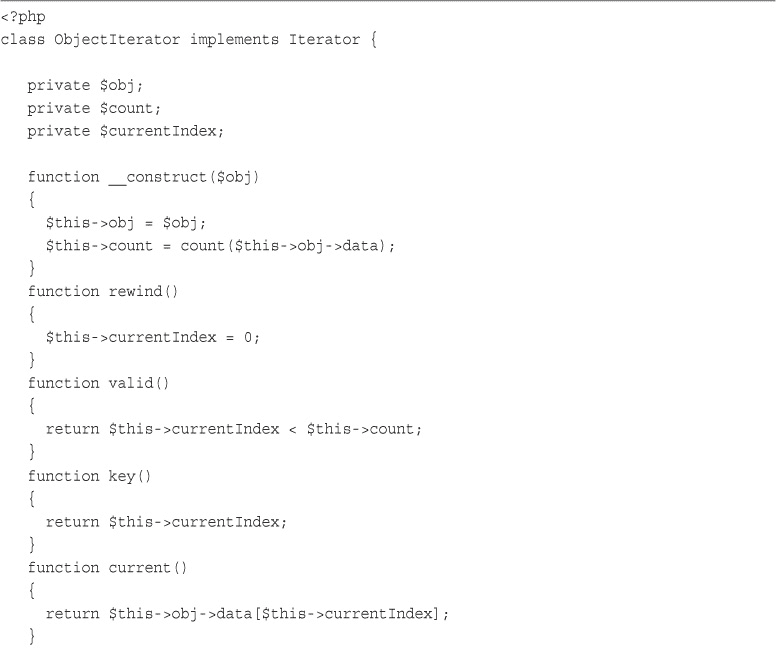 <?php
class ObjectIterator implements Iterator {
private $obj;
private $count;
private $currentIndex;
function __construct($obj)
{
$this->obj = $obj;
$this->count = count($this->obj->data);
}
function rewind()
{
$this->currentIndex = 0;
}
function valid()
{
return $this->currentIndex < $this->count;
}
function key()
{
return $this->currentIndex;
}
function current()
{
return $this->obj->data[$this->currentIndex];
}